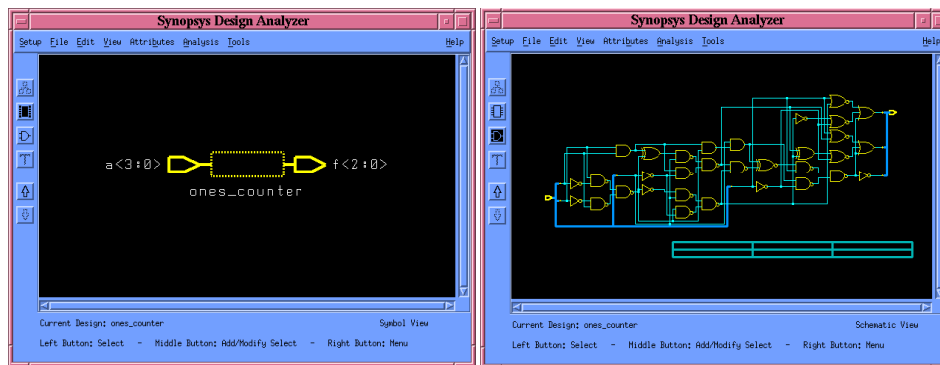 Synopsys Design Analyzer
Setup File Edit View Attributes Analysis Tools Help
a<3:0> f<2:0>
ones_counter
Current Design: ones_counter Symbol View
Left Button: Select - Middle Button: Add/Modify Select - Right Button: Menu
Synopsys Design Analyzer
Setup File Edit View Attributes Analysis Tools Help
Current Design: ones_counter Schematic View
Left Button: Select - Middle Button: Add/Modify Select - Right Button: Menu